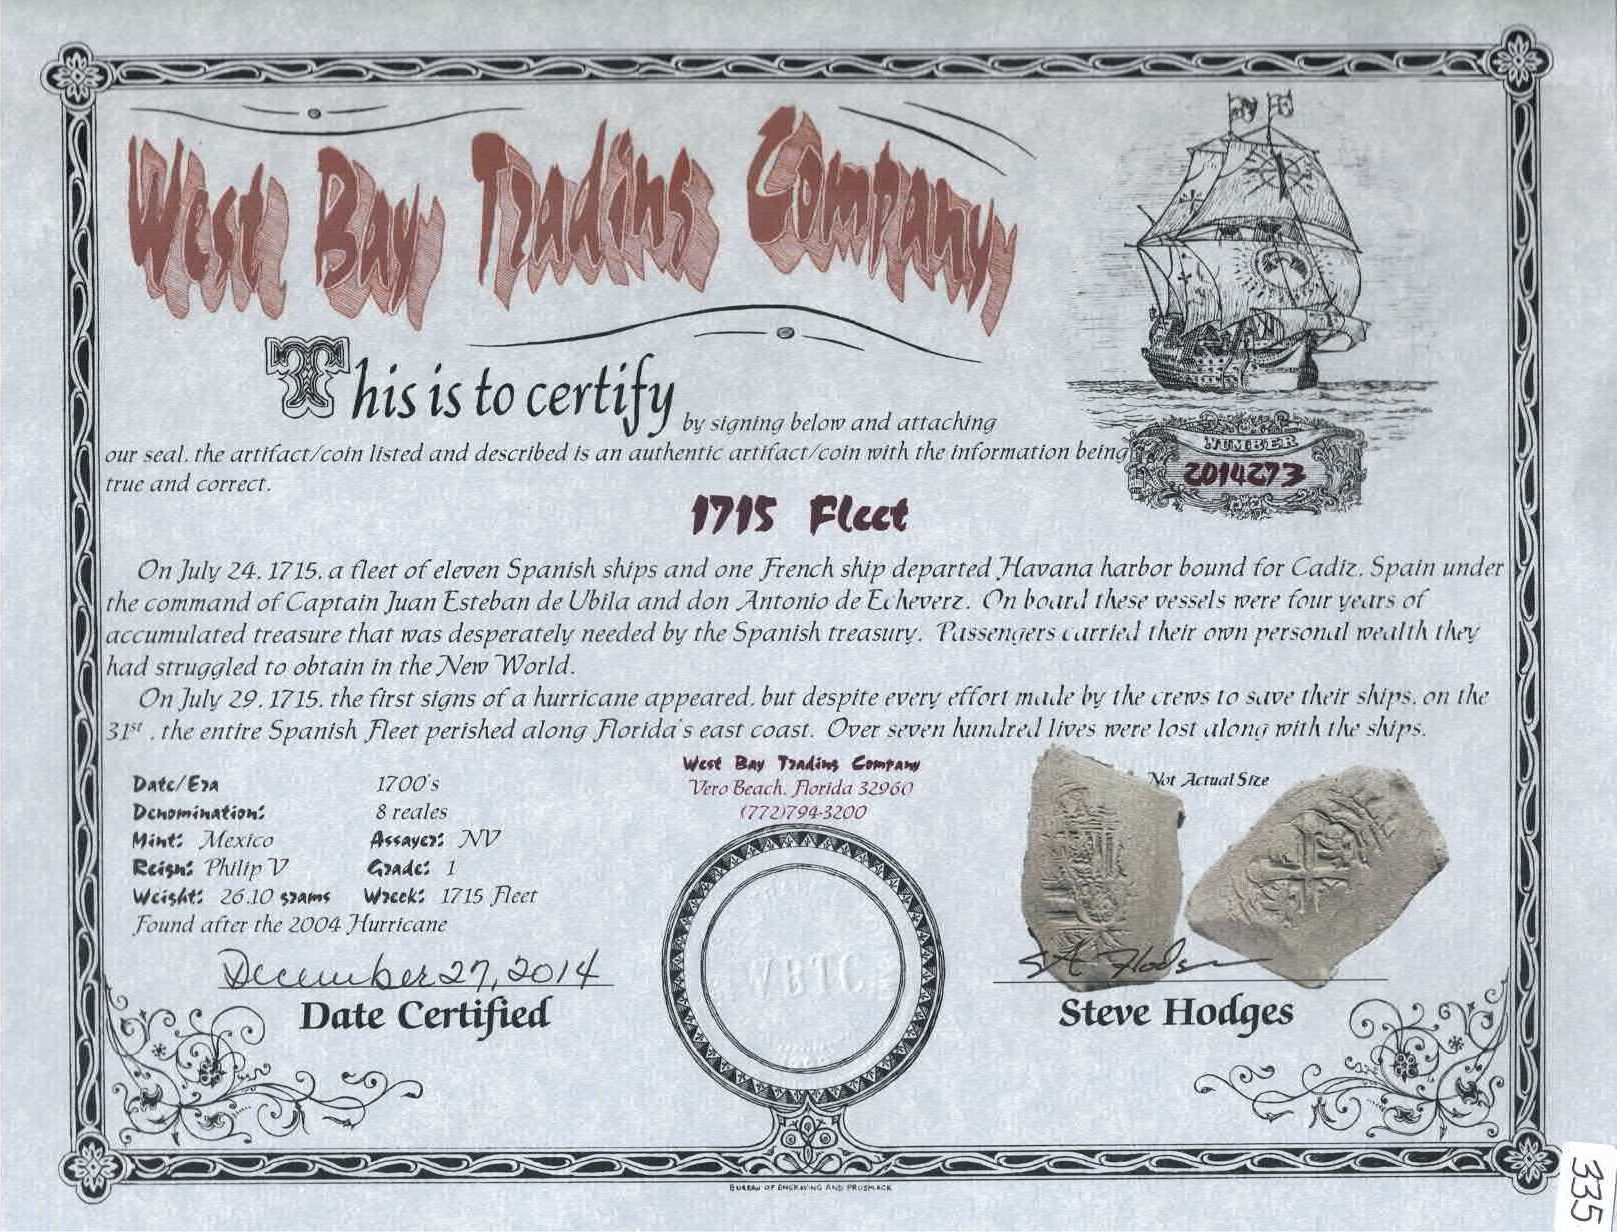 West Bay Trading Company
This is to certify by signing below and attaching
our seal, the artifact/coin listed and described is an authentic artifact/coin with the information being
true and correct.
NUMBER
2014273
1715 Fleet
On July 24, 1715, a fleet of eleven Spanish ships and one French ship departed Havana harbor bound for Cadiz, Spain under
the command of Captain Juan Esteban de Ubila and don Antonio de Echeverz. On board these vessels were four years of
accumulated treasure that was desperately needed by the Spanish treasury. Passengers carried their own personal wealth they
had struggled to obtain in the New World.
On July 29, 1715, the first signs of a hurricane appeared, but despite every effort made by the crews to save their ships, on the
31st, the entire Spanish Fleet perished along Florida's east coast. Over seven hundred lives were lost along with the ships.
West Bay Trading Company
Vero Beach, Florida 32960
(772)794-3200
Not Actual Size
Date/Era 1700's
Denomination: 8 reales
Mint: Mexico Assayer: NV
Reign: Philip V Grade: 1
Weight: 26.10 grams Wreck: 1715 Fleet
Found after the 2004 Hurricane
December 27, 2014
Date Certified
WBTC
SA Hodges
Steve Hodges
BUREAU OF ENGRAVING AND PROSMACK
335